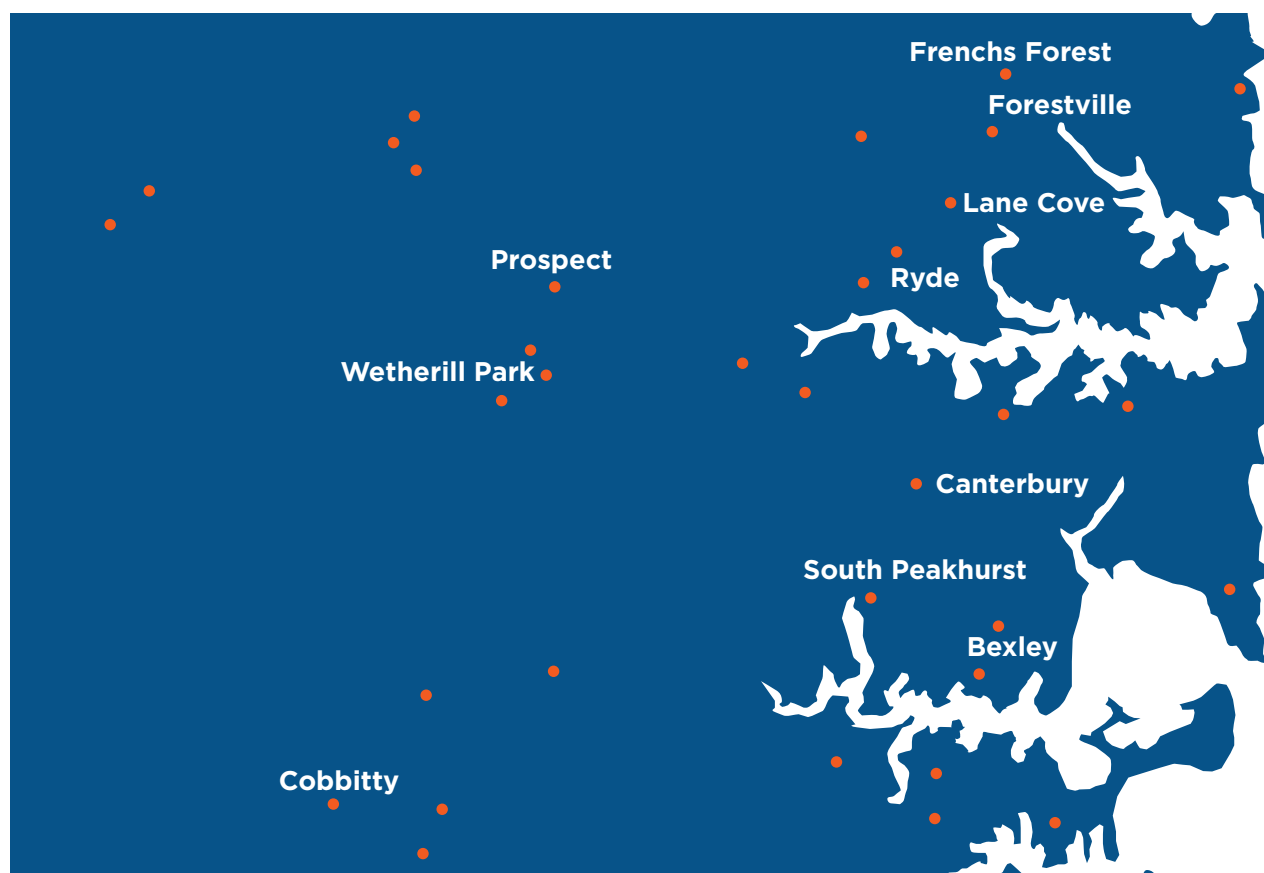 Frenchs Forest
Forestville
Lane Cove
Prospect
Ryde
Wetherill Park
Canterbury
South Peakhurst
Bexley
Cobbitty